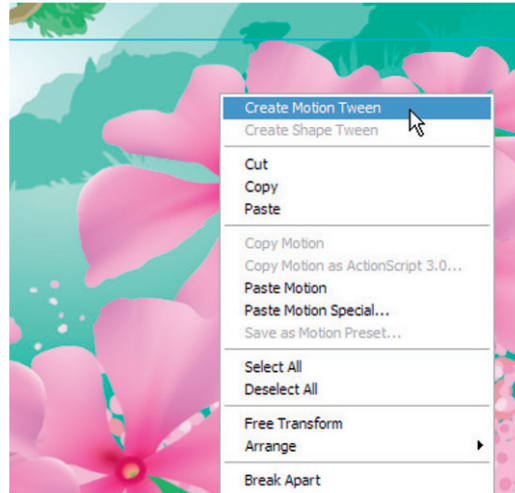 Create Motion Tween
Create Shape Tween
Cut
Copy
Paste
Copy Motion
Copy Motion as ActionScript 3.0...
Paste Motion
Paste Motion Special...
Save as Motion Preset...
Select All
Deselect All
Free Transform
Arrange
Break Apart